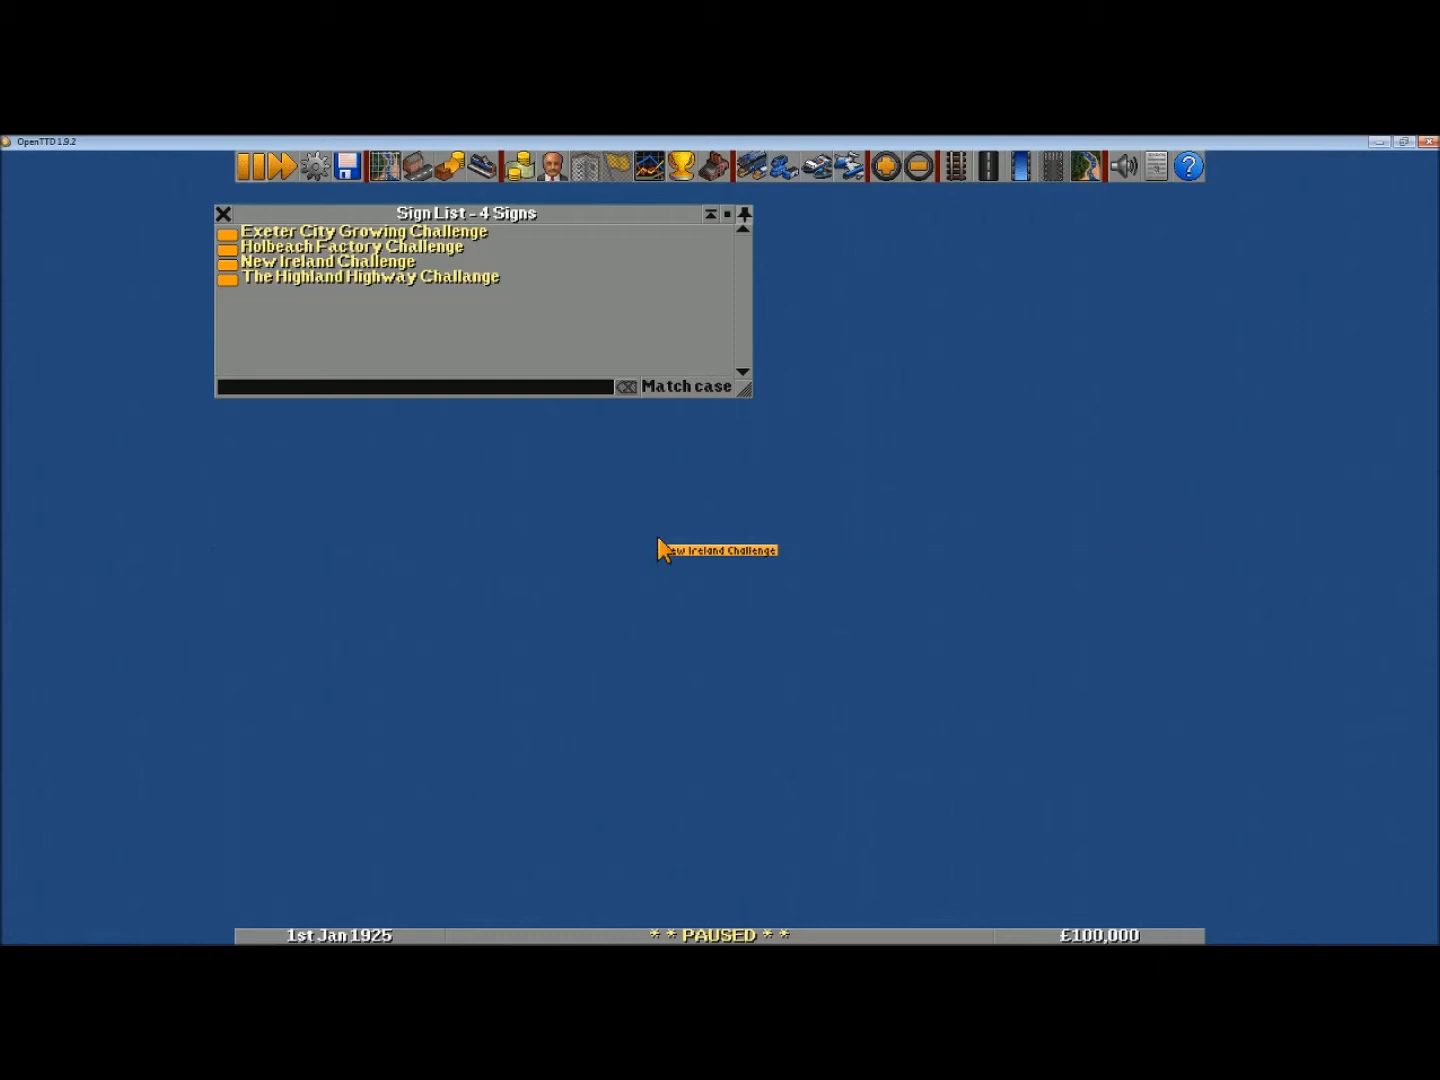 OpenTTD 1.9.2
Sign List - 4 Signs
Exeter City Growing Challenge
Holbeach Factory Challenge
New Ireland Challenge
The Highland Highway Challange
Match case
ew Ireland Challenge
1st Jan 1925
* * PAUSED * *
£100,000